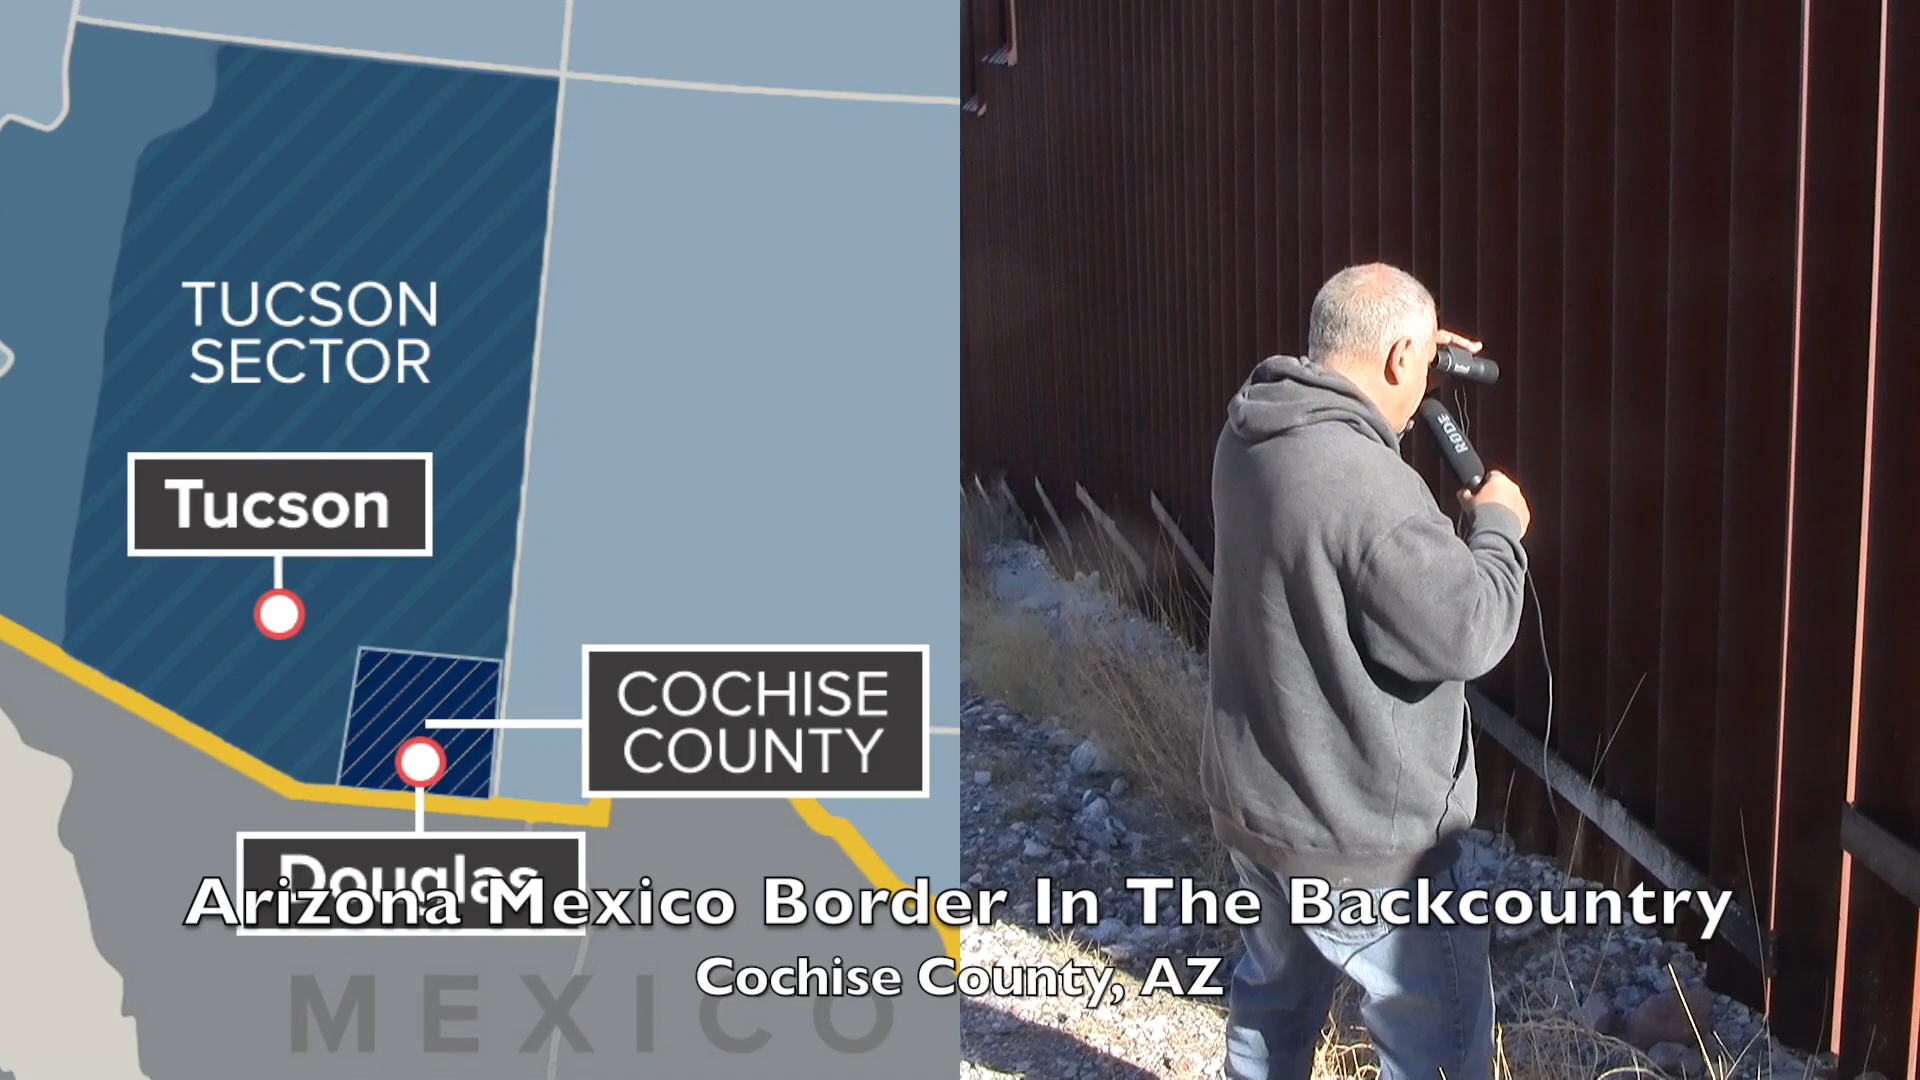 TUCSON
SECTOR
Tucson
COCHISE
COUNTY
Douglas
RØDE
Arizona Mexico Border In The Backcountry
Cochise County, AZ
MEXICO